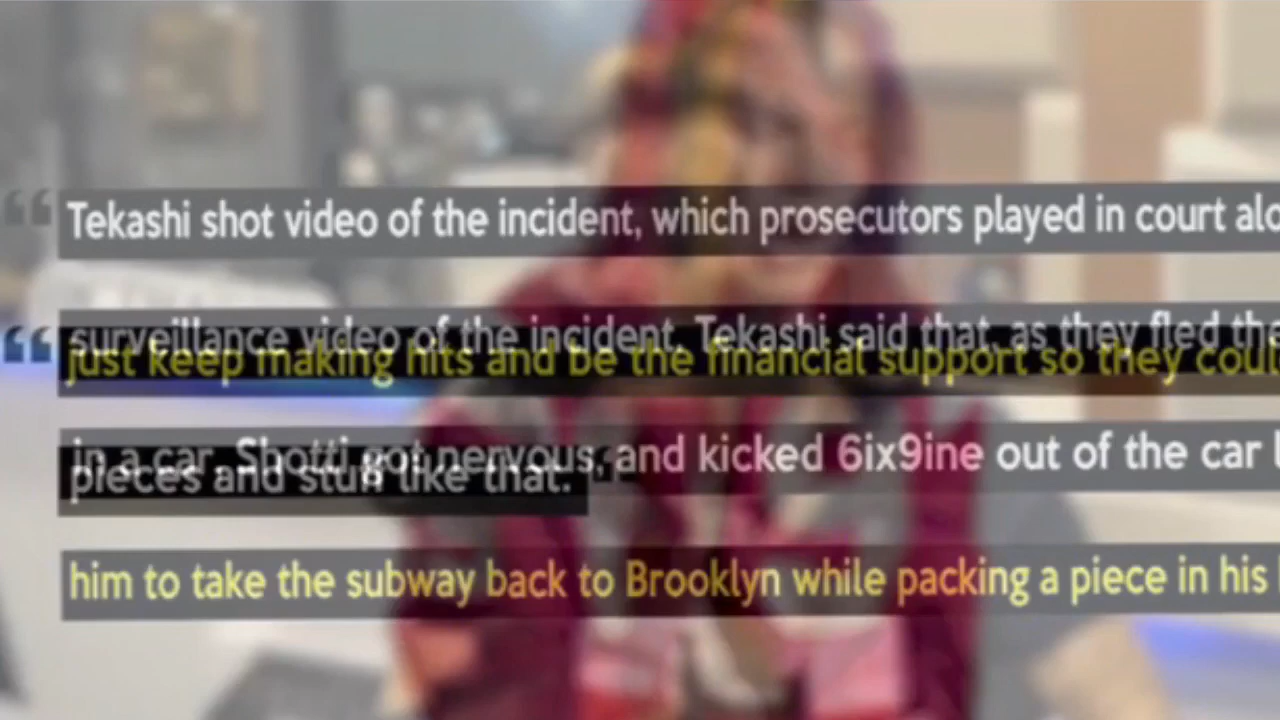 Tekashi shot video of the incident, which prosecutors played in court alo
surveillance video of the incident. Tekashi said that, as they fled the
just keep making hits and be the financial support so they coul
in a car, Shotti got nervous, and kicked 6ix9ine out of the car
pieces and stuff like that.
him to take the subway back to Brooklyn while packing a piece in his